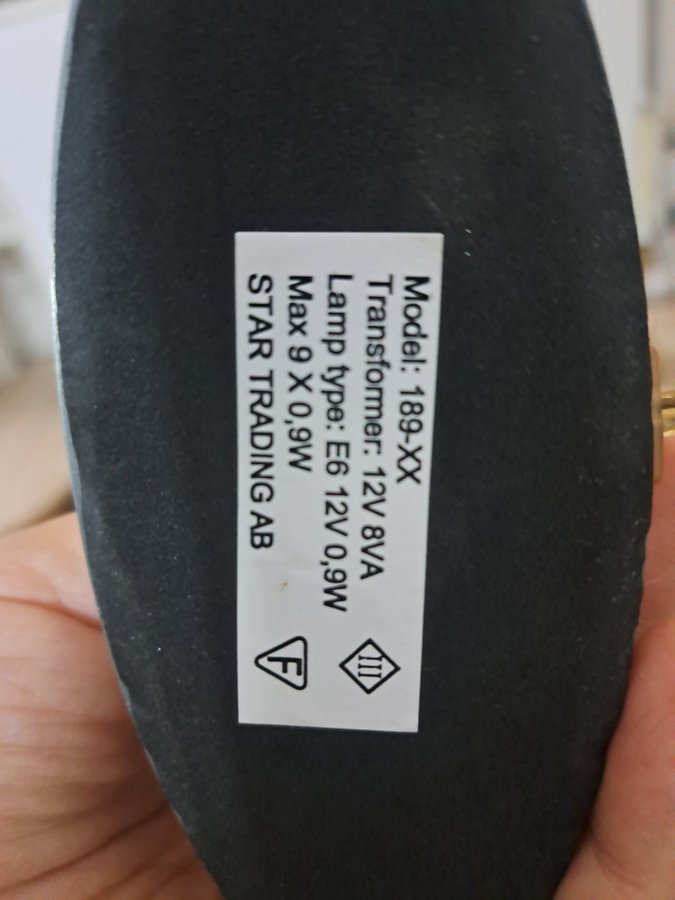 Model: 189-XX
Transformer: 12V 8VA
Lamp type: E6 12V 0,9W
Max 9 X 0,9W
STAR TRADING AB
III
F